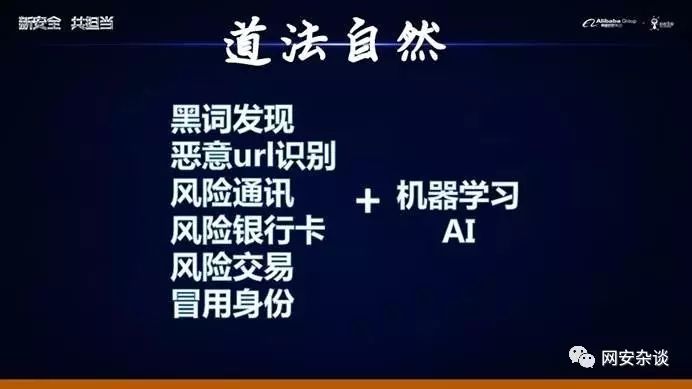 新安全 共担当
Alibaba Group
道法自然
黑词发现
恶意url识别
风险通讯
风险银行卡
风险交易
冒用身份
+
机器学习
AI
网安杂谈